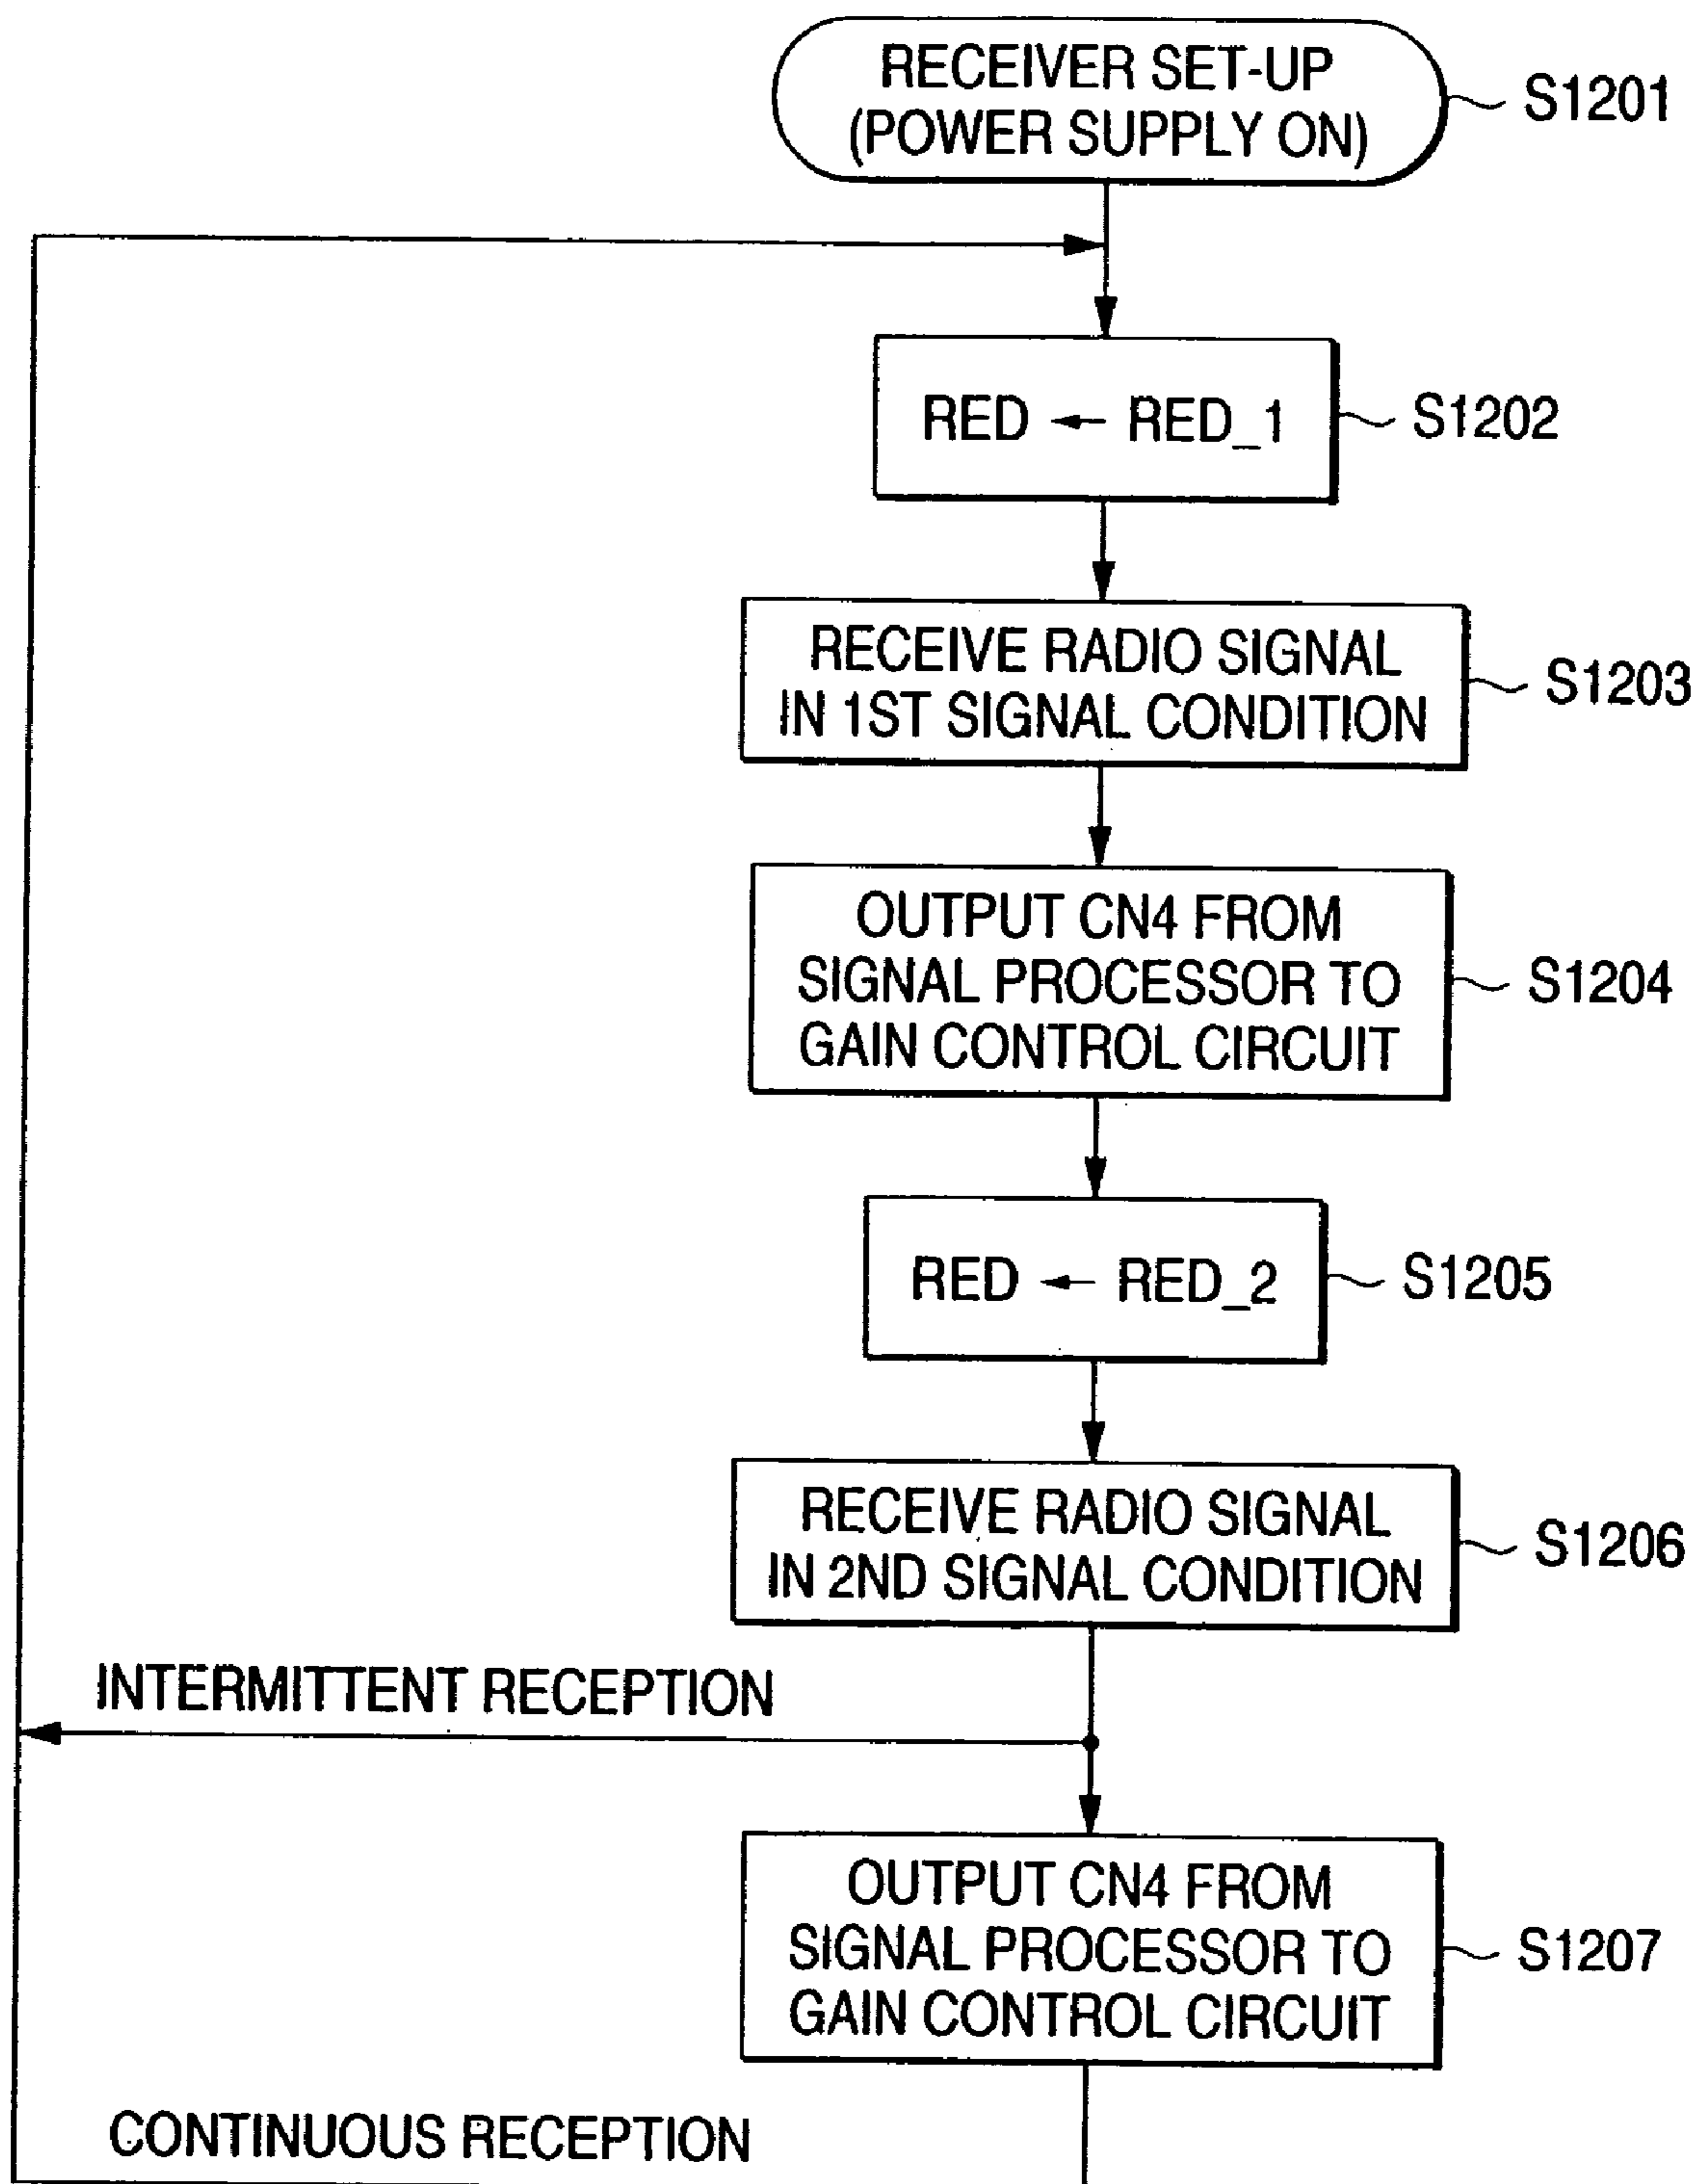 RECEIVER SET-UP
(POWER SUPPLY ON)
S1201
RED ← RED_1
S1202
RECEIVE RADIO SIGNAL
IN 1ST SIGNAL CONDITION
S1203
OUTPUT CN4 FROM
SIGNAL PROCESSOR TO
GAIN CONTROL CIRCUIT
S1204
RED ← RED_2
S1205
RECEIVE RADIO SIGNAL
IN 2ND SIGNAL CONDITION
S1206
INTERMITTENT RECEPTION
OUTPUT CN4 FROM
SIGNAL PROCESSOR TO
GAIN CONTROL CIRCUIT
S1207
CONTINUOUS RECEPTION